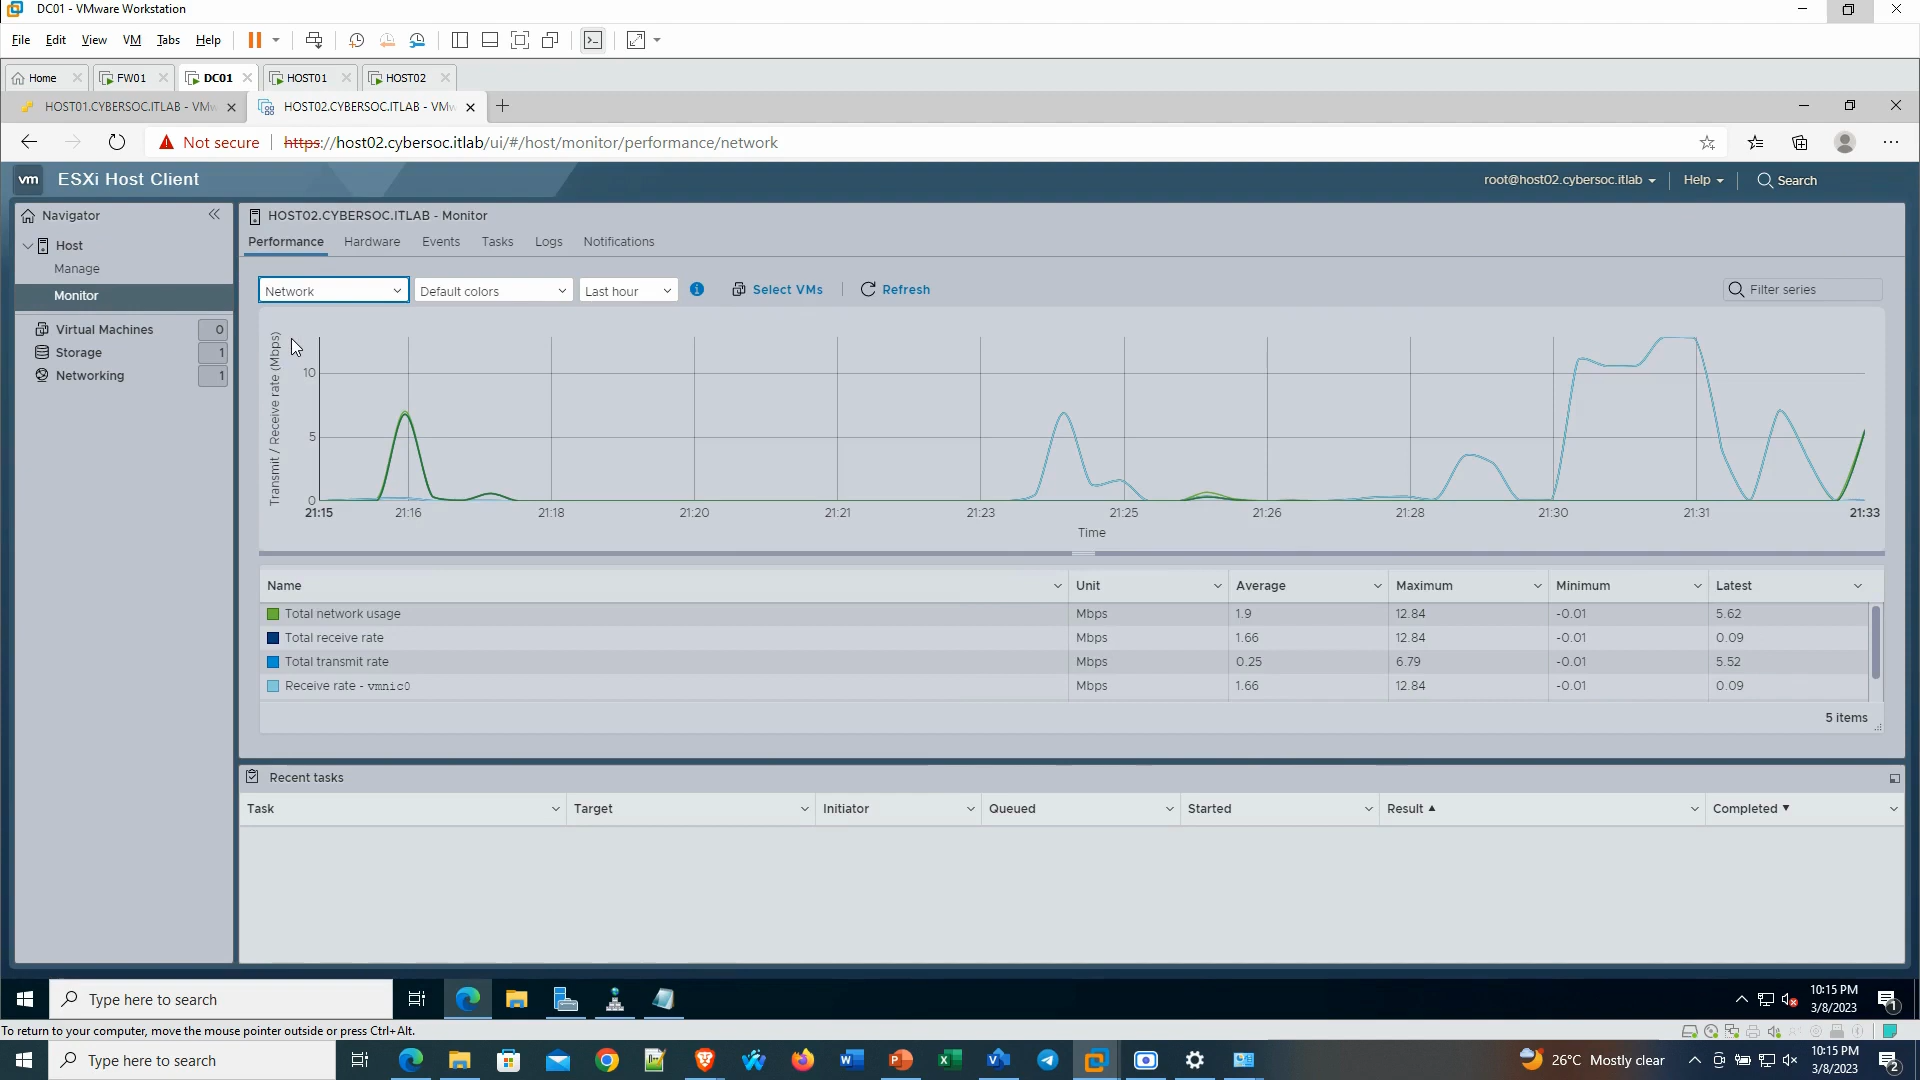 DC01 - VMware Workstation
File Edit View VM Tabs Help
Home FW01 DC01 HOST01 HOST02
HOST01.CYBERSOC.ITLAB - VMw HOST02.CYBERSOC.ITLAB - VMw
Not secure https://host02.cybersoc.itlab/ui/#/host/monitor/performance/network
vm ESXi Host Client root@host02.cybersoc.itlab Help Search
Navigator
Host
Manage
Monitor
Virtual Machines 0
Storage 1
Networking 1
HOST02.CYBERSOC.ITLAB - Monitor
Performance Hardware Events Tasks Logs Notifications
Network Default colors Last hour Select VMs Refresh Filter series
Transmit / Receive rate (Mbps)
10
5
0
21:15 21:16 21:18 21:20 21:21 21:23 21:25 21:26 21:28 21:30 21:31 21:33
Time
Name Unit Average Maximum Minimum Latest
Total network usage Mbps 1.9 12.84 -0.01 5.62
Total receive rate Mbps 1.66 12.84 -0.01 0.09
Total transmit rate Mbps 0.25 6.79 -0.01 5.52
Receive rate - vmnic0 Mbps 1.66 12.84 -0.01 0.09
5 items
Recent tasks
Task Target Initiator Queued Started Result Completed
Type here to search
10:15 PM
3/8/2023
1
To return to your computer, move the mouse pointer outside or press Ctrl+Alt.
Type here to search
26°C Mostly clear
10:15 PM
3/8/2023
2